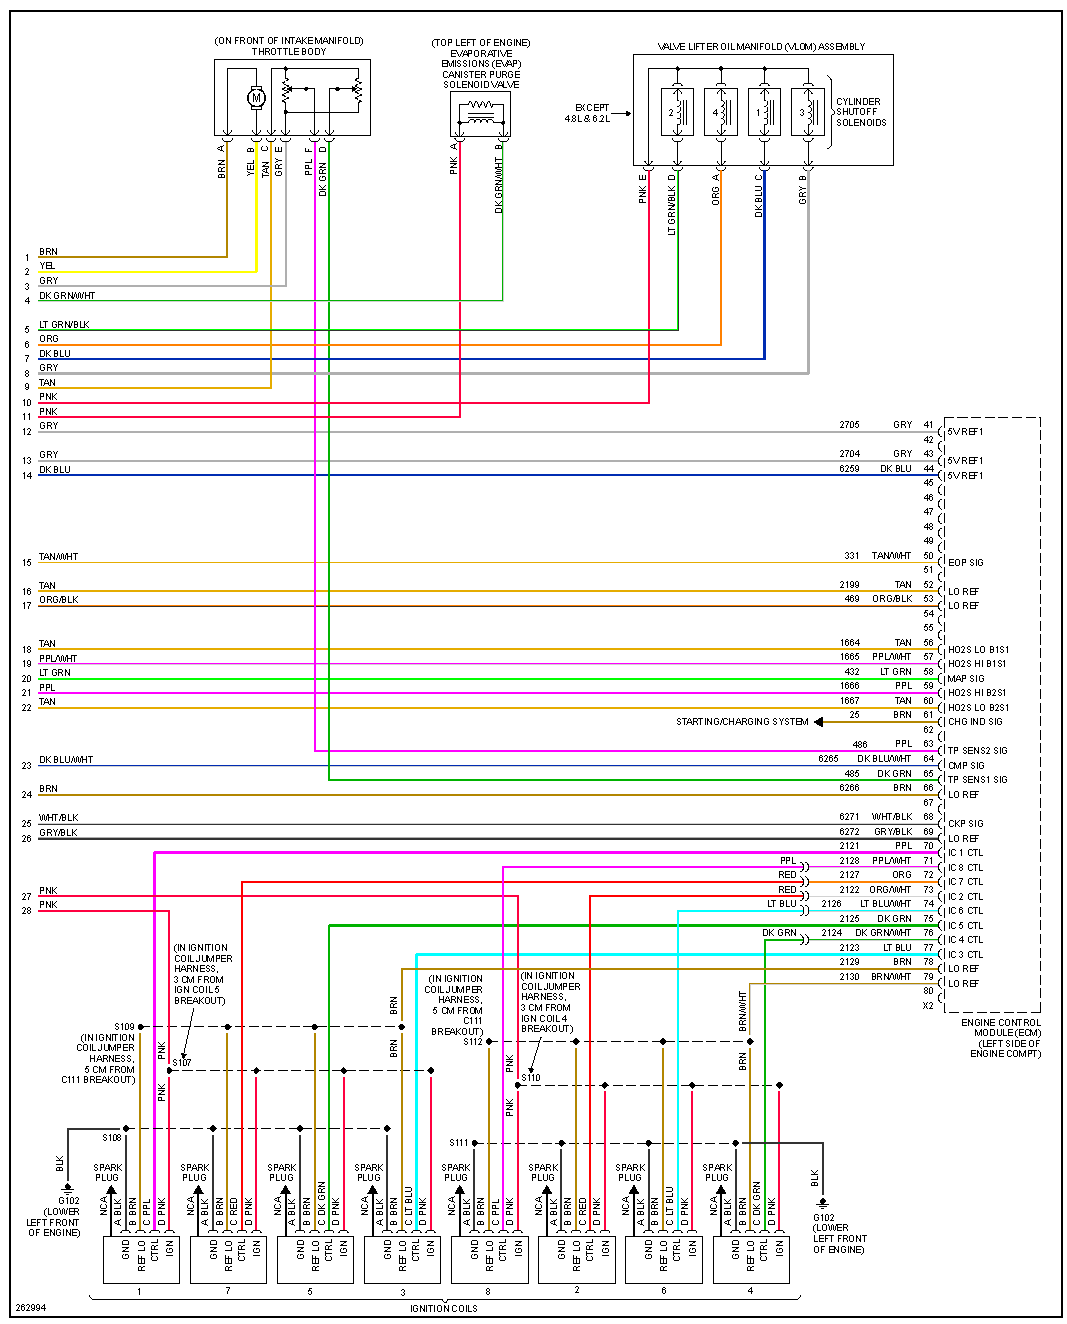 (ON FRONT OF INTAKE MANIFOLD)
THROTTLE BODY
(TOP LEFT OF ENGINE)
EVAPORATIVE
EMISSIONS (EVAP)
CANISTER PURGE
SOLENOID VALVE
VALVE LIFTER OIL MANIFOLD (VLOM) ASSEMBLY
M
EXCEPT
4.8L & 6.2L
2 4 1 3
CYLINDER
SHUTOFF
SOLENOIDS
BRN A
YEL B
TAN C
GRY E
PPL F
DK GRN D
PNK A
DK GRN/WHT B
PNK E
LT GRN/BLK D
ORG A
DK BLU C
GRY B
1 BRN
2 YEL
3 GRY
4 DK GRN/WHT
5 LT GRN/BLK
6 ORG
7 DK BLU
8 GRY
9 TAN
10 PNK
11 PNK
12 GRY 2705 GRY 41 5V REF1
42
13 GRY 2704 GRY 43 5V REF1
14 DK BLU 6259 DK BLU 44 5V REF1
45
46
47
48
49
15 TAN/WHT 331 TAN/WHT 50 EOP SIG
51
16 TAN 2199 TAN 52 LO REF
17 ORG/BLK 469 ORG/BLK 53 LO REF
54
55
18 TAN 1664 TAN 56 HO2S LO B1S1
19 PPL/WHT 1665 PPL/WHT 57 HO2S HI B1S1
20 LT GRN 432 LT GRN 58 MAP SIG
21 PPL 1666 PPL 59 HO2S HI B2S1
22 TAN 1667 TAN 60 HO2S LO B2S1
STARTING/CHARGING SYSTEM 25 BRN 61 CHG IND SIG
62
486 PPL 63 TP SENS2 SIG
23 DK BLU/WHT 6265 DK BLU/WHT 64 CMP SIG
485 DK GRN 65 TP SENS1 SIG
24 BRN 6266 BRN 66 LO REF
67
25 WHT/BLK 6271 WHT/BLK 68 CKP SIG
26 GRY/BLK 6272 GRY/BLK 69 LO REF
2121 PPL 70 IC 1 CTL
PPL 2128 PPL/WHT 71 IC 8 CTL
RED 2127 ORG 72 IC 7 CTL
27 PNK RED 2122 ORG/WHT 73 IC 2 CTL
28 PNK LT BLU 2126 LT BLU/WHT 74 IC 6 CTL
2125 DK GRN 75 IC 5 CTL
DK GRN 2124 DK GRN/WHT 76 IC 4 CTL
2123 LT BLU 77 IC 3 CTL
2129 BRN 78 LO REF
2130 BRN/WHT 79 LO REF
80
X2
ENGINE CONTROL
MODULE (ECM)
(LEFT SIDE OF
ENGINE COMPT)
(IN IGNITION
COIL JUMPER
HARNESS,
3 CM FROM
IGN COIL 5
BREAKOUT)
(IN IGNITION
COIL JUMPER
HARNESS,
5 CM FROM
C111
BREAKOUT)
S112
(IN IGNITION
COIL JUMPER
HARNESS,
3 CM FROM
IGN COIL 4
BREAKOUT)
BRN
BRN/WHT
S109
(IN IGNITION
COIL JUMPER
HARNESS,
5 CM FROM
C111 BREAKOUT)
PNK
S107
PNK
BRN
PNK
S110
PNK
BRN
S108
S111
BLK
G102
(LOWER
LEFT FRONT
OF ENGINE)
BLK
G102
(LOWER
LEFT FRONT
OF ENGINE)
SPARK PLUG SPARK PLUG SPARK PLUG SPARK PLUG SPARK PLUG SPARK PLUG SPARK PLUG SPARK PLUG
NCA A BLK B BRN C PPL D PNK
NCA A BLK B BRN C RED D PNK
NCA A BLK B BRN C DK GRN D PNK
NCA A BLK B BRN C LT BLU D PNK
NCA A BLK B BRN C PPL D PNK
NCA A BLK B BRN C RED D PNK
NCA A BLK B BRN C LT BLU D PNK
NCA A BLK B BRN C DK GRN D PNK
GND REF LO CTRL IGN
GND REF LO CTRL IGN
GND REF LO CTRL IGN
GND REF LO CTRL IGN
GND REF LO CTRL IGN
GND REF LO CTRL IGN
GND REF LO CTRL IGN
GND REF LO CTRL IGN
1 7 5 3 8 2 6 4
IGNITION COILS
262994